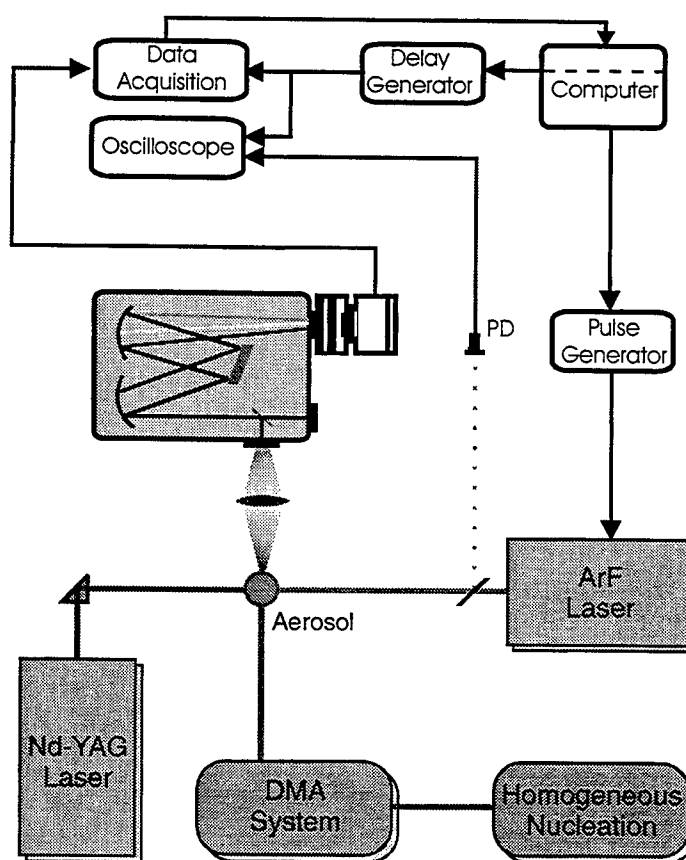 Data
Acquisition
Delay
Generator
Computer
Oscilloscope
PD
Pulse
Generator
ArF
Laser
Aerosol
Nd-YAG
Laser
DMA
System
Homogeneous
Nucleation